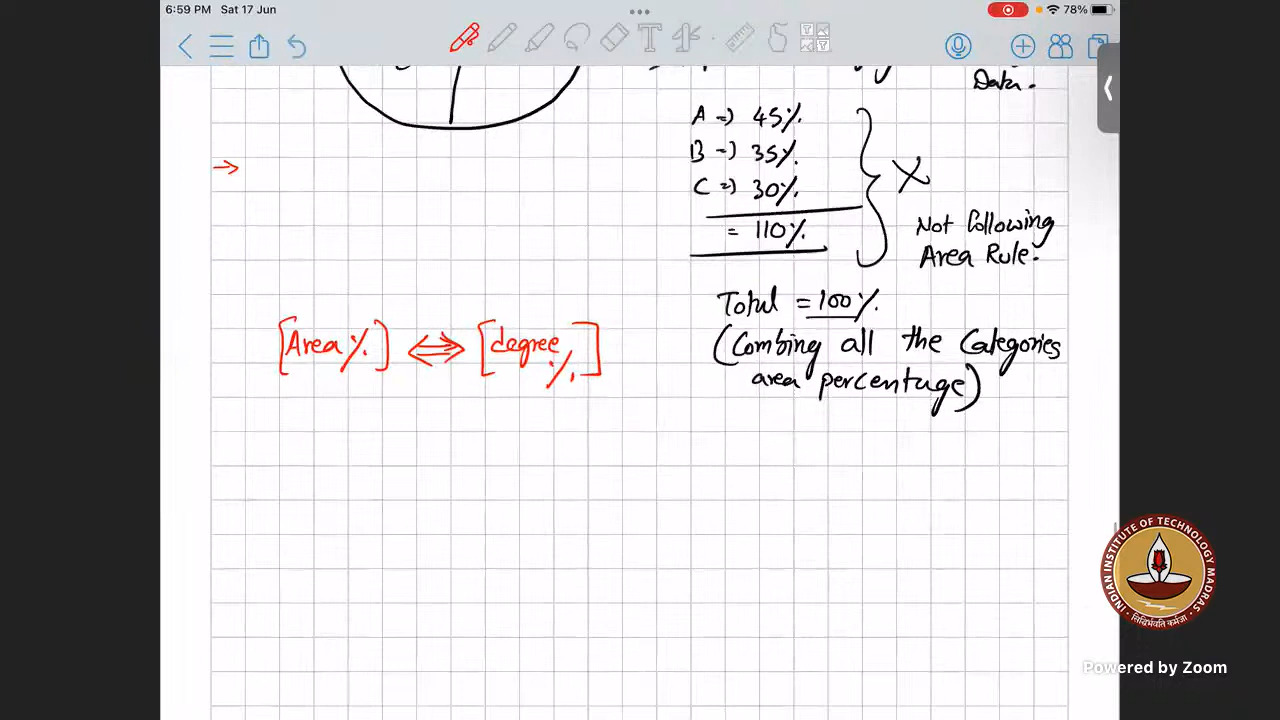 6:59 PM Sat 17 Jun
78%
Data.
A => 45%
B => 35%
C => 30%
= 110%
X
Not following
Area Rule.
Total = 100%
(Combing all the Categories
area percentage)
[Area %] <=> [degree %]
INDIAN INSTITUTE OF TECHNOLOGY MADRAS
सिद्धिर्भवति कर्मजा
Powered by Zoom